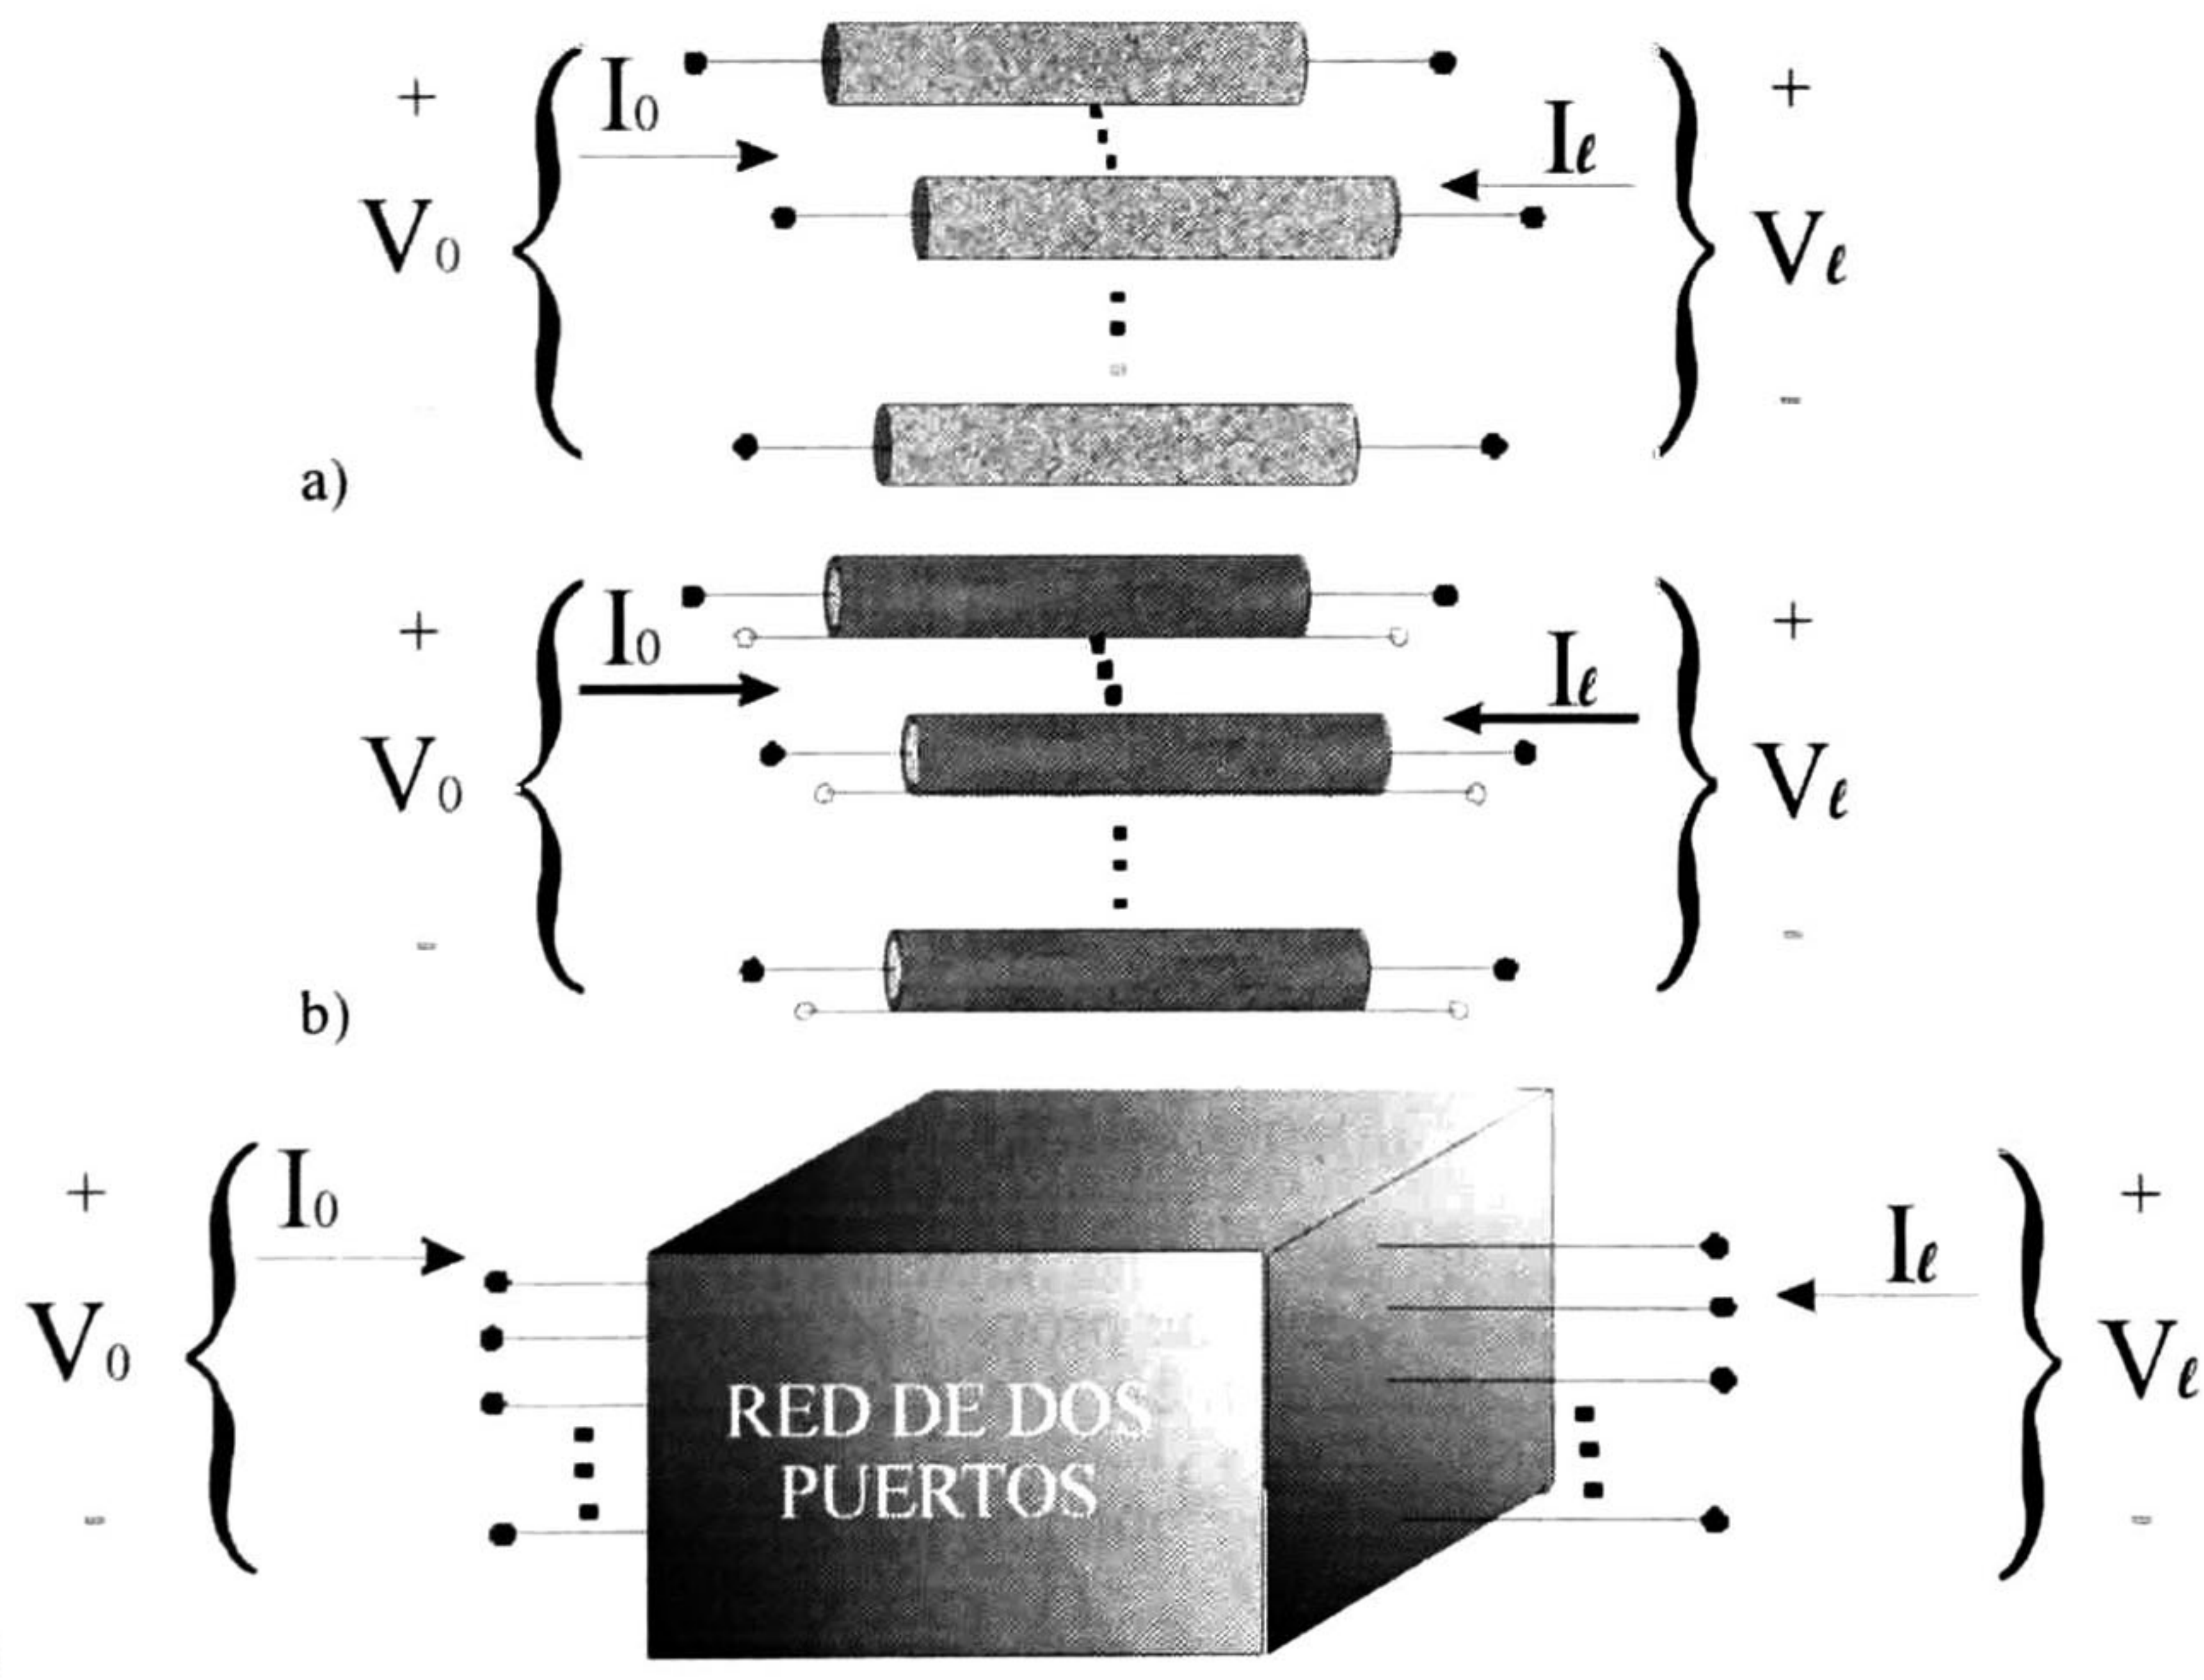 + I₀ +
Iℓ
V₀ Vℓ
-
a)
+ I₀ +
Iℓ
V₀ Vℓ
- -
b)
+ I₀ +
Iℓ
V₀ Vℓ
RED DE DOS
PUERTOS
- -